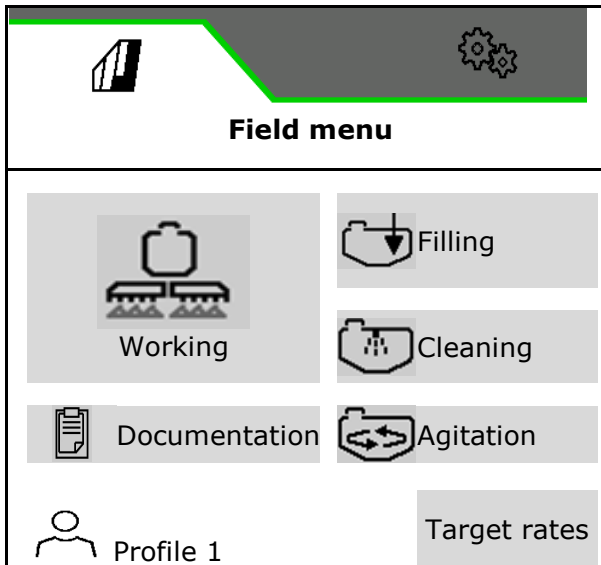 Field menu
Working
Filling
Cleaning
Documentation
Agitation
Profile 1
Target rates